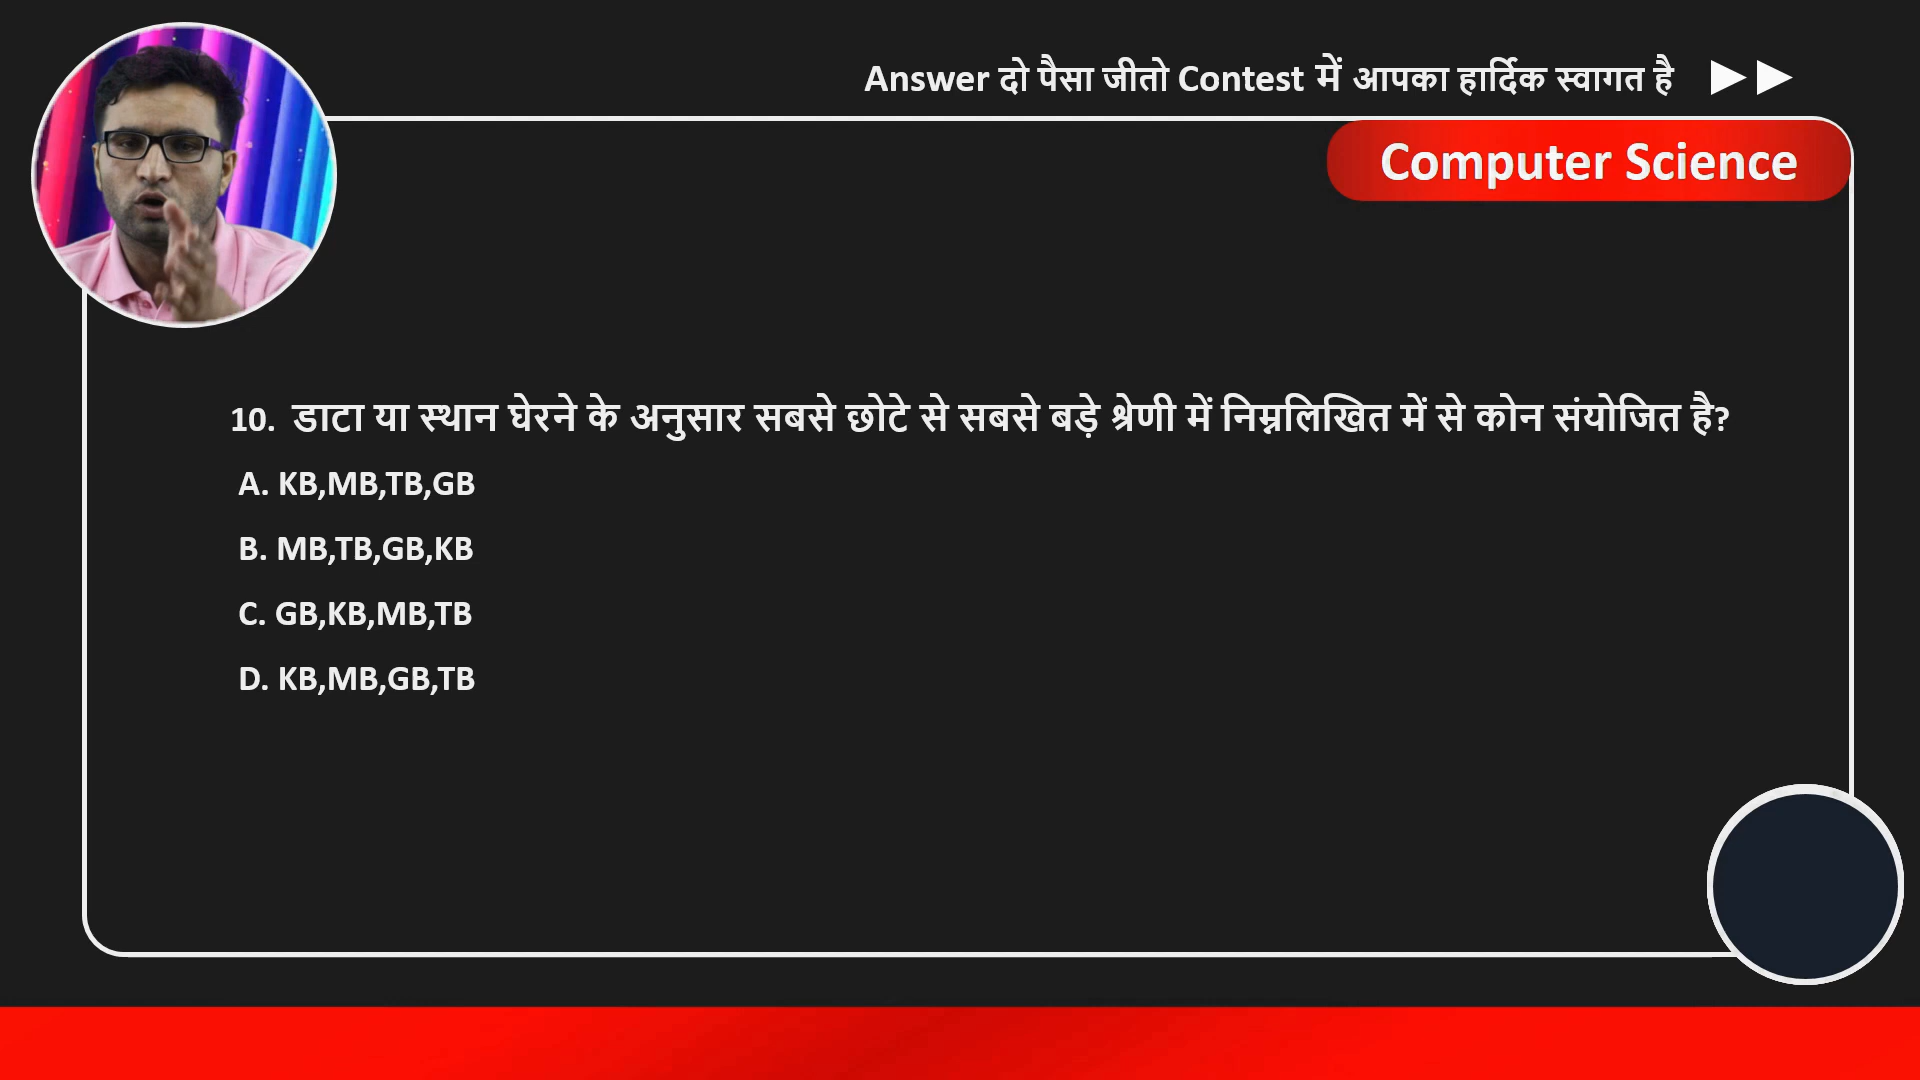 Answer दो पैसा जीतो Contest में आपका हार्दिक स्वागत है
Computer Science
10. डाटा या स्थान घेरने के अनुसार सबसे छोटे से सबसे बड़े श्रेणी में निम्नलिखित में से कोन संयोजित है?
A. KB,MB,TB,GB
B. MB,TB,GB,KB
C. GB,KB,MB,TB
D. KB,MB,GB,TB